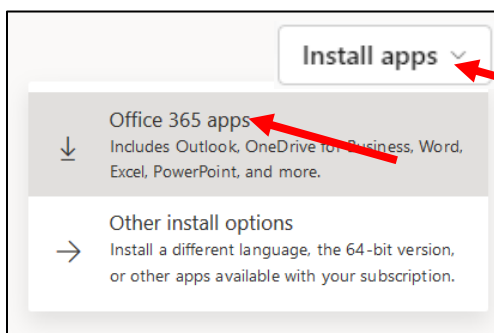 Install apps
Office 365 apps
Includes Outlook, OneDrive for Business, Word,
Excel, PowerPoint, and more.
Other install options
Install a different language, the 64-bit version,
or other apps available with your subscription.